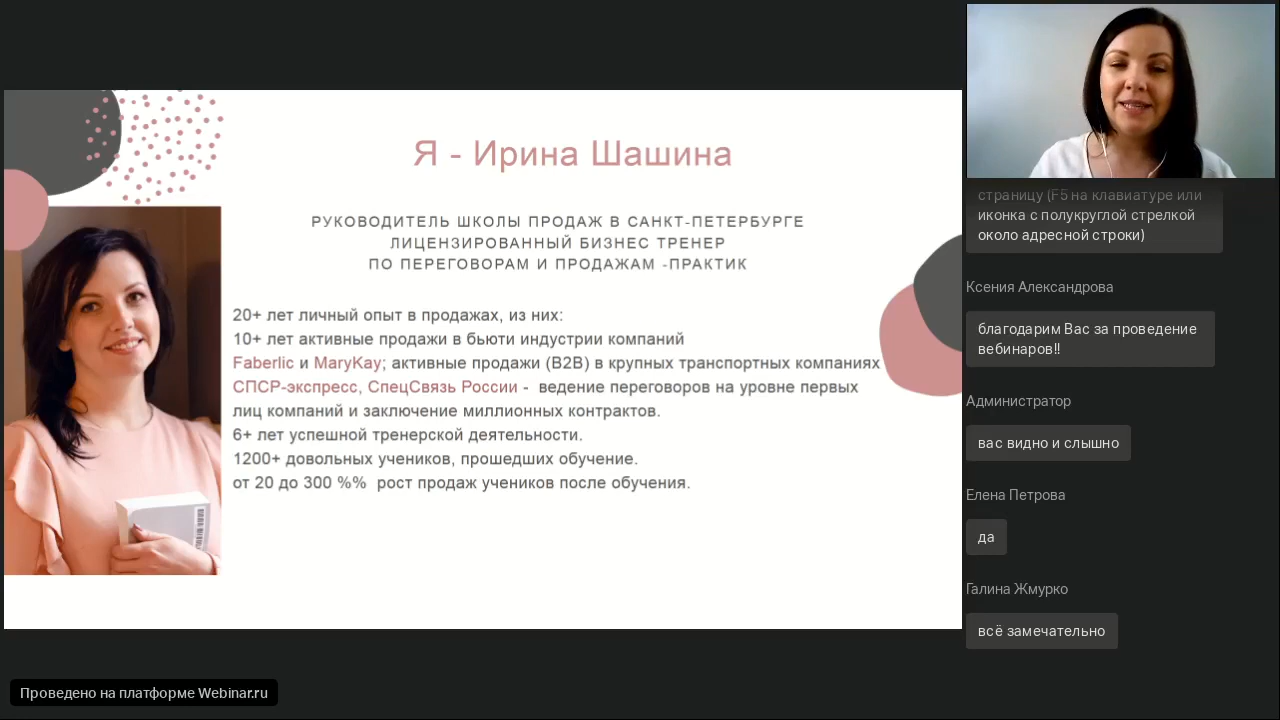 Я - Ирина Шашина
РУКОВОДИТЕЛЬ ШКОЛЫ ПРОДАЖ В САНКТ-ПЕТЕРБУРГЕ
ЛИЦЕНЗИРОВАННЫЙ БИЗНЕС ТРЕНЕР
ПО ПЕРЕГОВОРАМ И ПРОДАЖАМ -ПРАКТИК
20+ лет личный опыт в продажах, из них:
10+ лет активные продажи в бьюти индустрии компаний
Faberlic и MaryKay; активные продажи (B2B) в крупных транспортных компаниях
СПСР-экспресс, СпецСвязь России - ведение переговоров на уровне первых
лиц компаний и заключение миллионных контрактов.
6+ лет успешной тренерской деятельности.
1200+ довольных учеников, прошедших обучение.
от 20 до 300 %% рост продаж учеников после обучения.
страницу (F5 на клавиатуре или
иконка с полукруглой стрелкой
около адресной строки)
Ксения Александрова
благодарим Вас за проведение
вебинаров!!
Администратор
вас видно и слышно
Елена Петрова
да
Галина Жмурко
всё замечательно
Проведено на платформе Webinar.ru